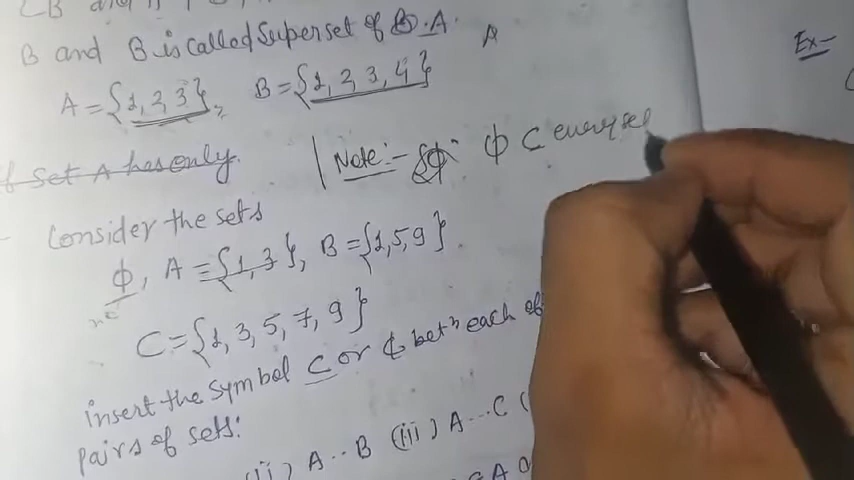 B and B is called Superset of A.
A
Ex-
A = {1, 2, 3}, B = {1, 2, 3, 4}
If Set A has only.
Note:- ϕ ⊂ every set
Consider the sets
ϕ, A = {1, 3}, B = {1, 5, 9}
C = {1, 3, 5, 7, 9}
insert the symbol ⊂ or ⊄ betⁿ each of
pairs of sets:
(ii) A...B (iii) A...C (